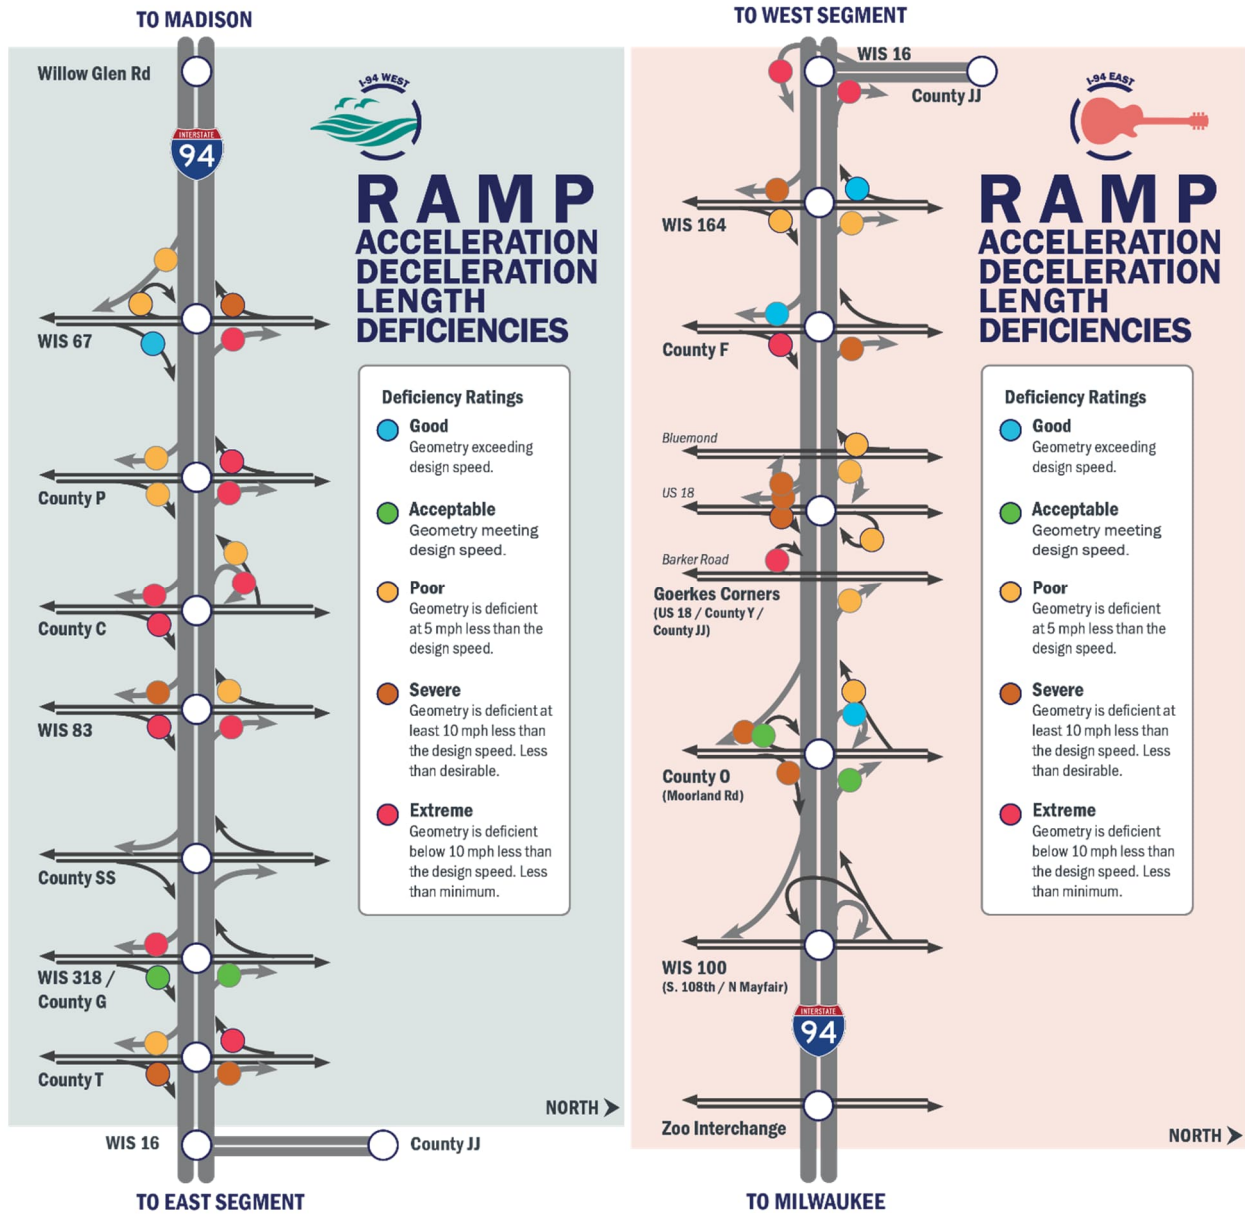 TO MADISON
Willow Glen Rd
INTERSTATE
94
I-94 WEST
RAMP
ACCELERATION
DECELERATION
LENGTH
DEFICIENCIES
WIS 67
County P
County C
WIS 83
County SS
WIS 318 /
County G
County T
Deficiency Ratings
Good
Geometry exceeding
design speed.
Acceptable
Geometry meeting
design speed.
Poor
Geometry is deficient
at 5 mph less than the
design speed.
Severe
Geometry is deficient at
least 10 mph less than
the design speed. Less
than desirable.
Extreme
Geometry is deficient
below 10 mph less than
the design speed. Less
than minimum.
NORTH
WIS 16
County JJ
TO EAST SEGMENT
TO WEST SEGMENT
WIS 16
County JJ
I-94 EAST
RAMP
ACCELERATION
DECELERATION
LENGTH
DEFICIENCIES
WIS 164
County F
Bluemond
US 18
Barker Road
Goerkes Corners
(US 18 / County Y /
County JJ)
County O
(Moorland Rd)
WIS 100
(S. 108th / N Mayfair)
INTERSTATE
94
Zoo Interchange
Deficiency Ratings
Good
Geometry exceeding
design speed.
Acceptable
Geometry meeting
design speed.
Poor
Geometry is deficient
at 5 mph less than the
design speed.
Severe
Geometry is deficient at
least 10 mph less than
the design speed. Less
than desirable.
Extreme
Geometry is deficient
below 10 mph less than
the design speed. Less
than minimum.
NORTH
TO MILWAUKEE